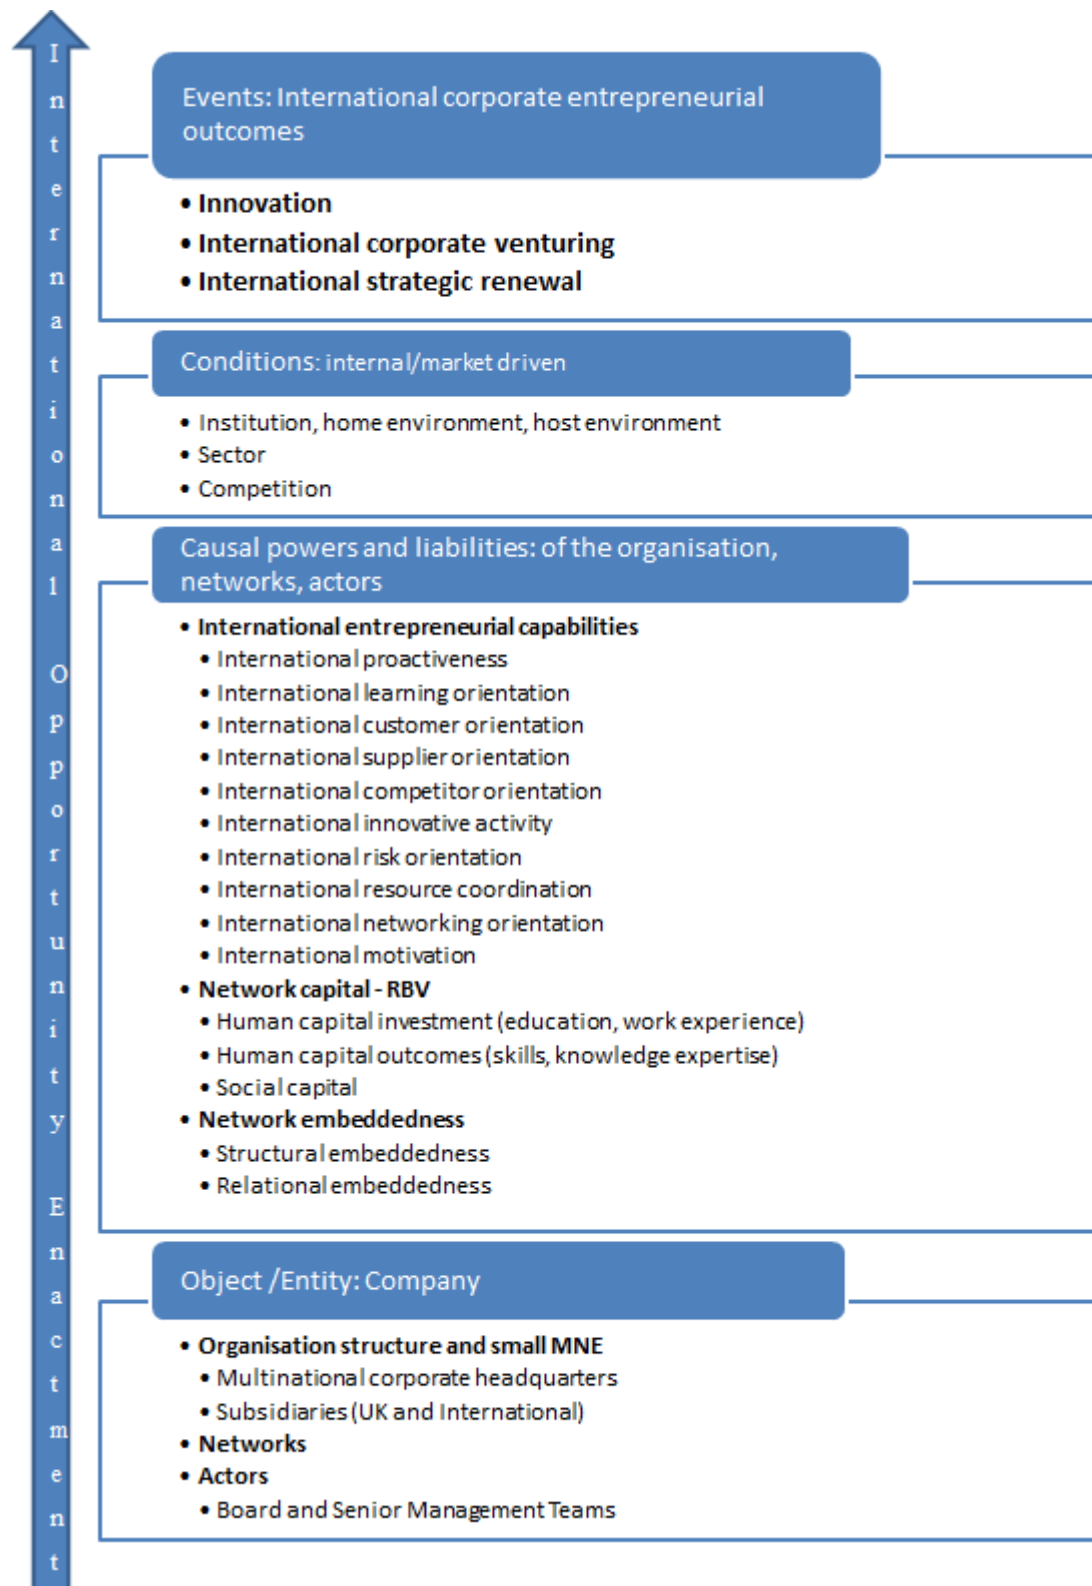 International Opportunity Enactment
Events: International corporate entrepreneurial
outcomes
• Innovation
• International corporate venturing
• International strategic renewal
Conditions: internal/market driven
• Institution, home environment, host environment
• Sector
• Competition
Causal powers and liabilities: of the organisation,
networks, actors
• International entrepreneurial capabilities
• International proactiveness
• International learning orientation
• International customer orientation
• International supplier orientation
• International competitor orientation
• International innovative activity
• International risk orientation
• International resource coordination
• International networking orientation
• International motivation
• Network capital - RBV
• Human capital investment (education, work experience)
• Human capital outcomes (skills, knowledge expertise)
• Social capital
• Network embeddedness
• Structural embeddedness
• Relational embeddedness
Object /Entity: Company
• Organisation structure and small MNE
• Multinational corporate headquarters
• Subsidiaries (UK and International)
• Networks
• Actors
• Board and Senior Management Teams